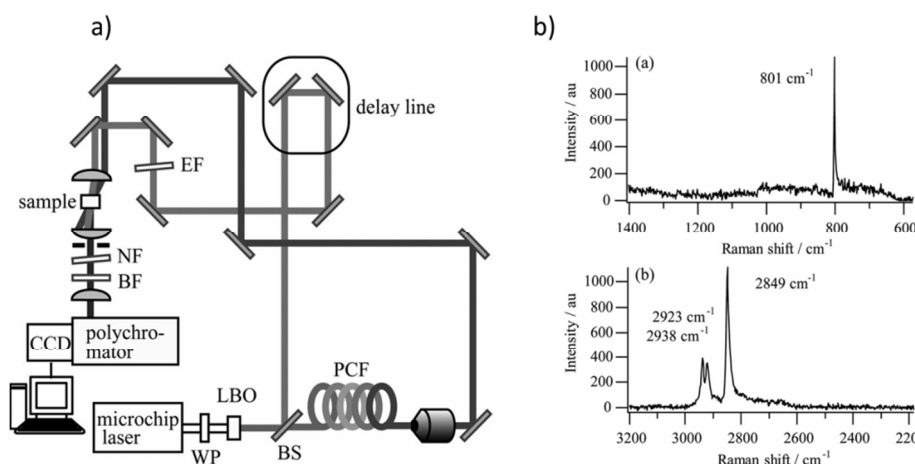 a)
delay line
EF
sample
NF
BF
CCD
polychro-
mator
PCF
LBO
microchip
laser
WP
BS
b)
(a)
801 cm⁻¹
Intensity / au
1000
800
600
400
200
0
1400 1200 1000 800 600
Raman shift / cm⁻¹
(b)
2849 cm⁻¹
2923 cm⁻¹
2938 cm⁻¹
Intensity / au
1000
800
600
400
200
0
3200 3000 2800 2600 2400 220
Raman shift / cm⁻¹